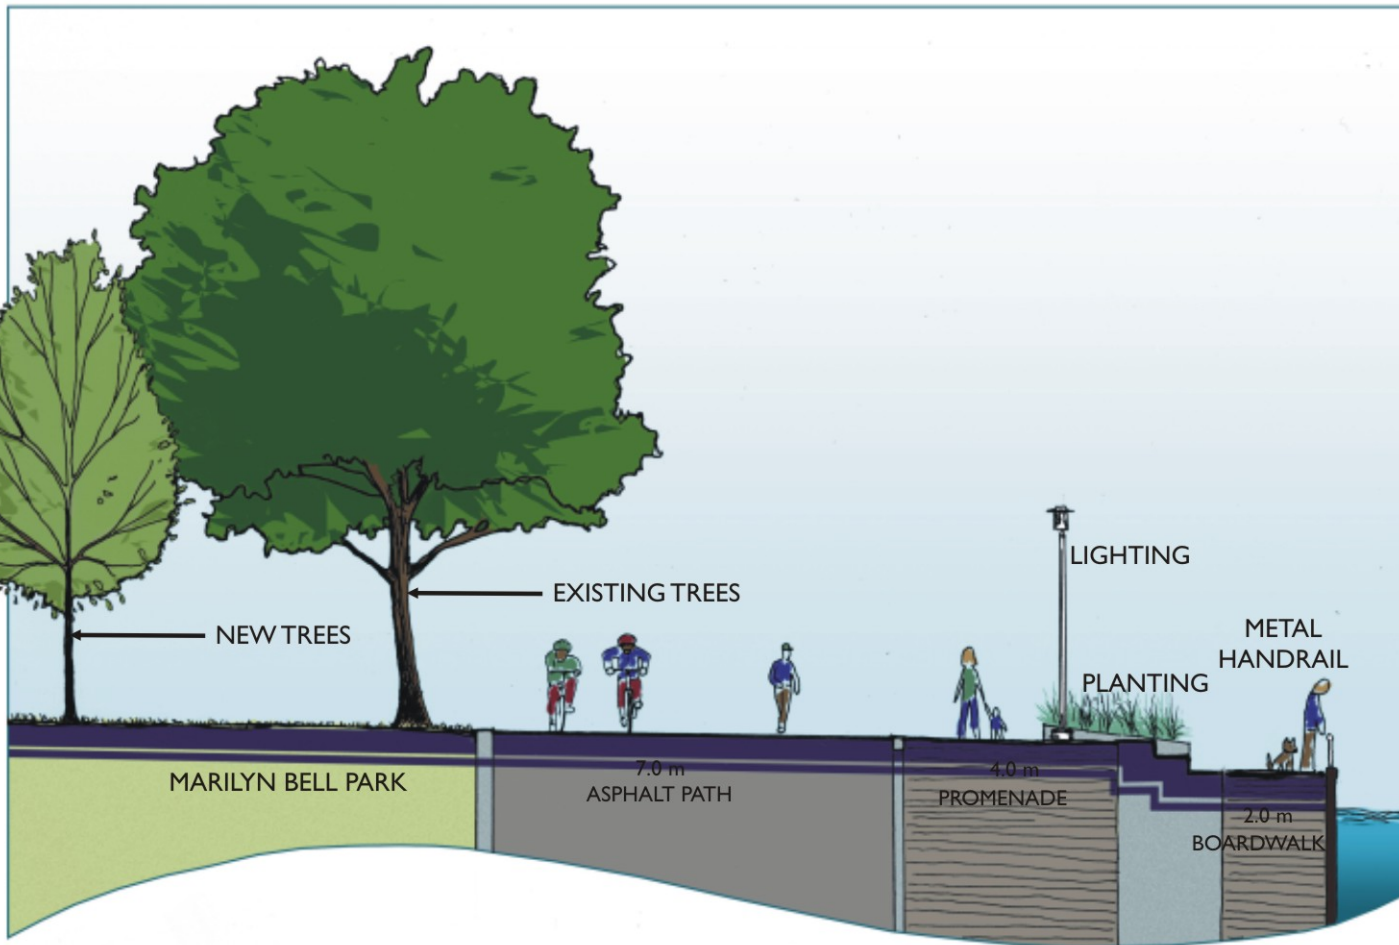 LIGHTING
EXISTING TREES
NEW TREES
METAL
HANDRAIL
PLANTING
MARILYN BELL PARK
7.0 m
ASPHALT PATH
4.0 m
PROMENADE
2.0 m
BOARDWALK